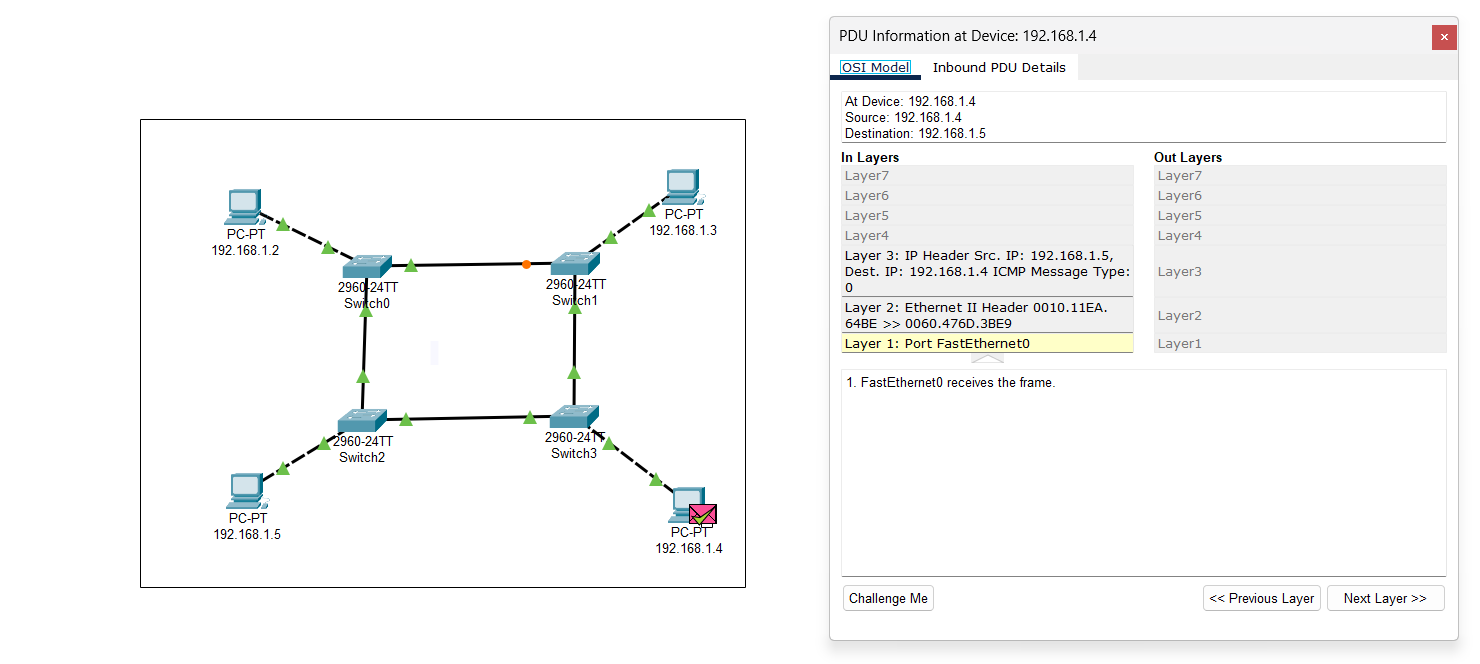 PC-PT
192.168.1.2
PC-PT
192.168.1.3
2960-24TT
Switch0
2960-24TT
Switch1
2960-24TT
Switch2
2960-24TT
Switch3
PC-PT
192.168.1.5
PC-PT
192.168.1.4
PDU Information at Device: 192.168.1.4
OSI Model
Inbound PDU Details
At Device: 192.168.1.4
Source: 192.168.1.4
Destination: 192.168.1.5
In Layers
Layer7
Layer6
Layer5
Layer4
Layer 3: IP Header Src. IP: 192.168.1.5,
Dest. IP: 192.168.1.4 ICMP Message Type:
0
Layer 2: Ethernet II Header 0010.11EA.
64BE >> 0060.476D.3BE9
Layer 1: Port FastEthernet0
Out Layers
Layer7
Layer6
Layer5
Layer4
Layer3
Layer2
Layer1
1. FastEthernet0 receives the frame.
Challenge Me
<< Previous Layer
Next Layer >>